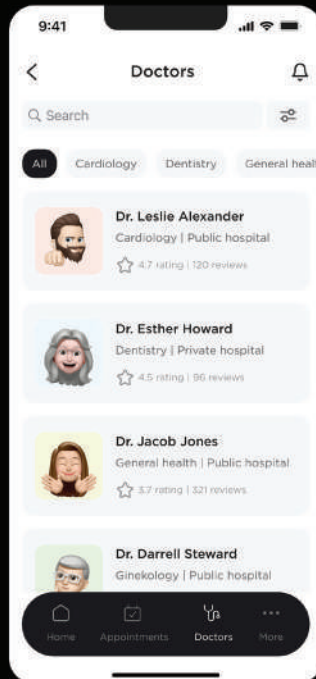 9:41
Doctors
Search
All Cardiology Dentistry General heal
Dr. Leslie Alexander
Cardiology | Public hospital
4.7 rating | 120 reviews
Dr. Esther Howard
Dentistry | Private hospital
4.5 rating | 96 reviews
Dr. Jacob Jones
General health | Public hospital
3.7 rating | 321 reviews
Dr. Darrell Steward
Ginekology | Public hospital
Home Appointments Doctors More